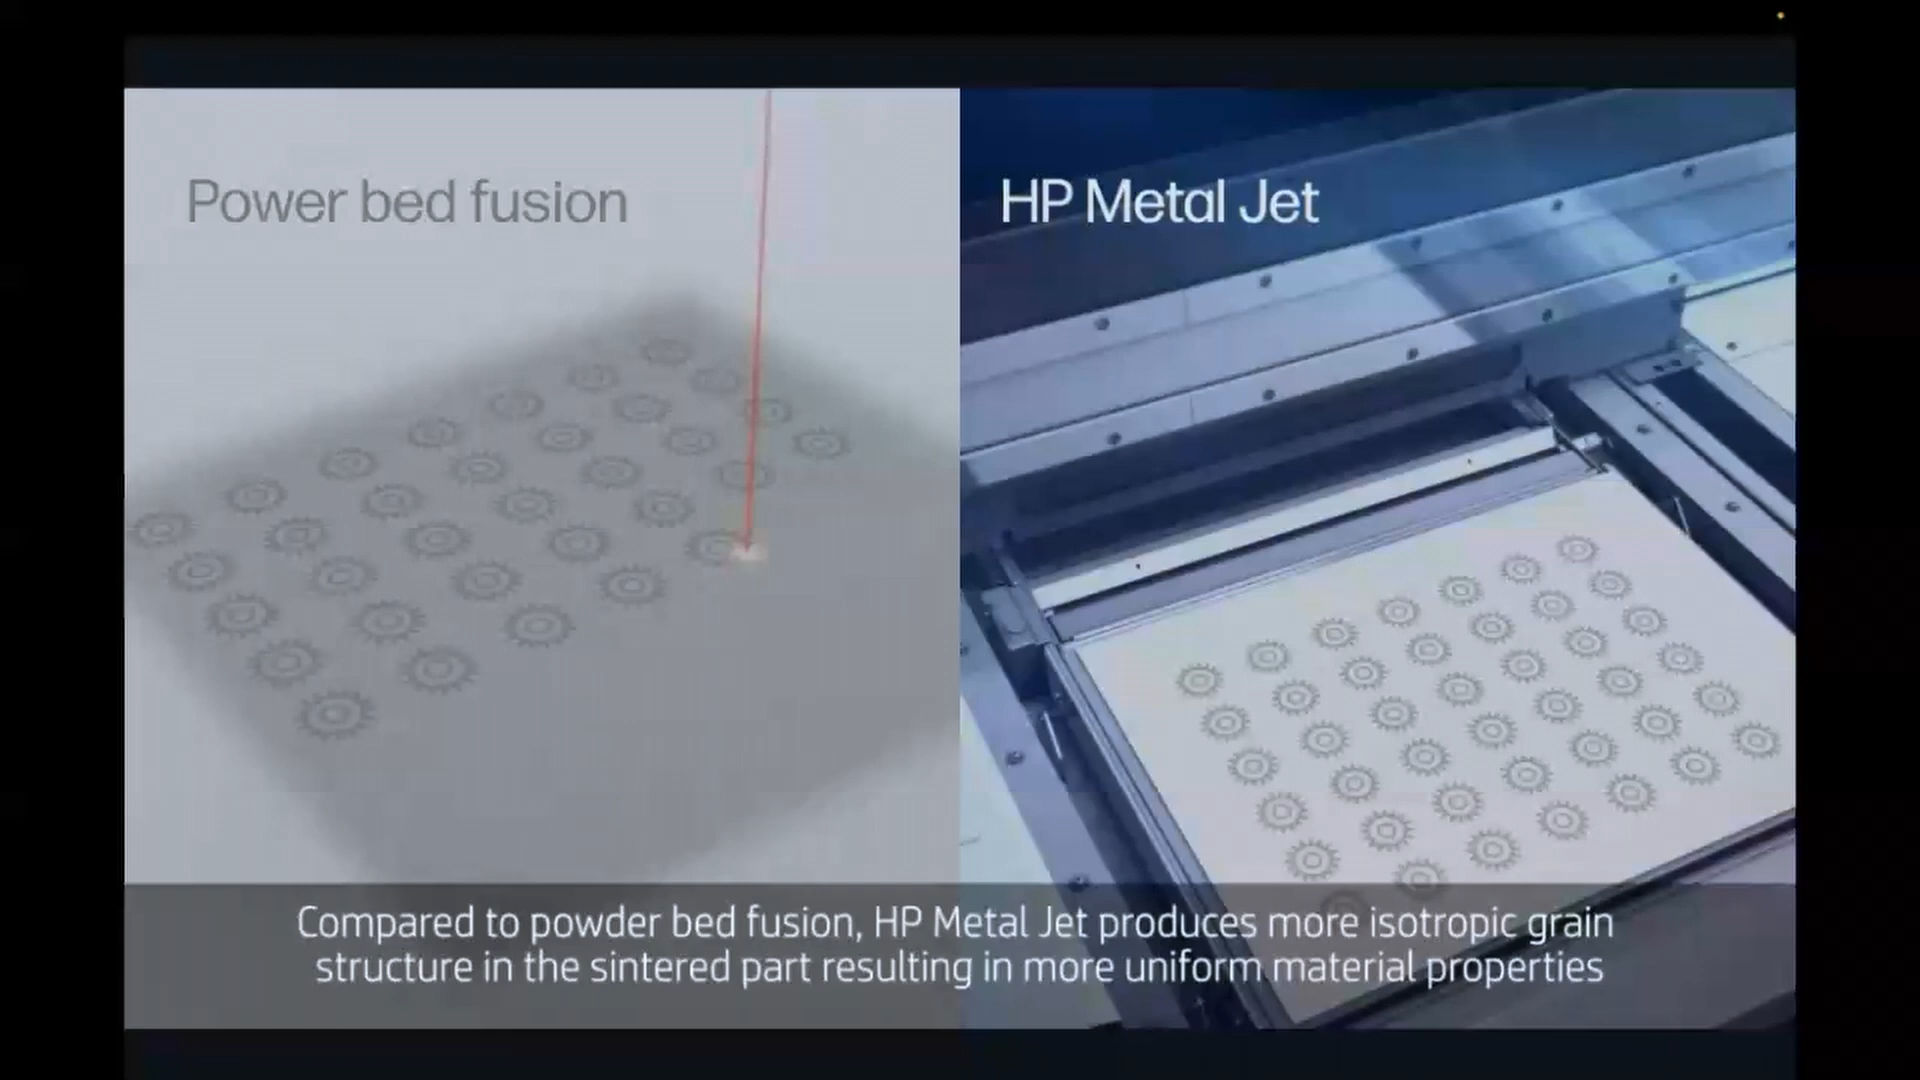 Power bed fusion
HP Metal Jet
Compared to powder bed fusion, HP Metal Jet produces more isotropic grain
structure in the sintered part resulting in more uniform material properties